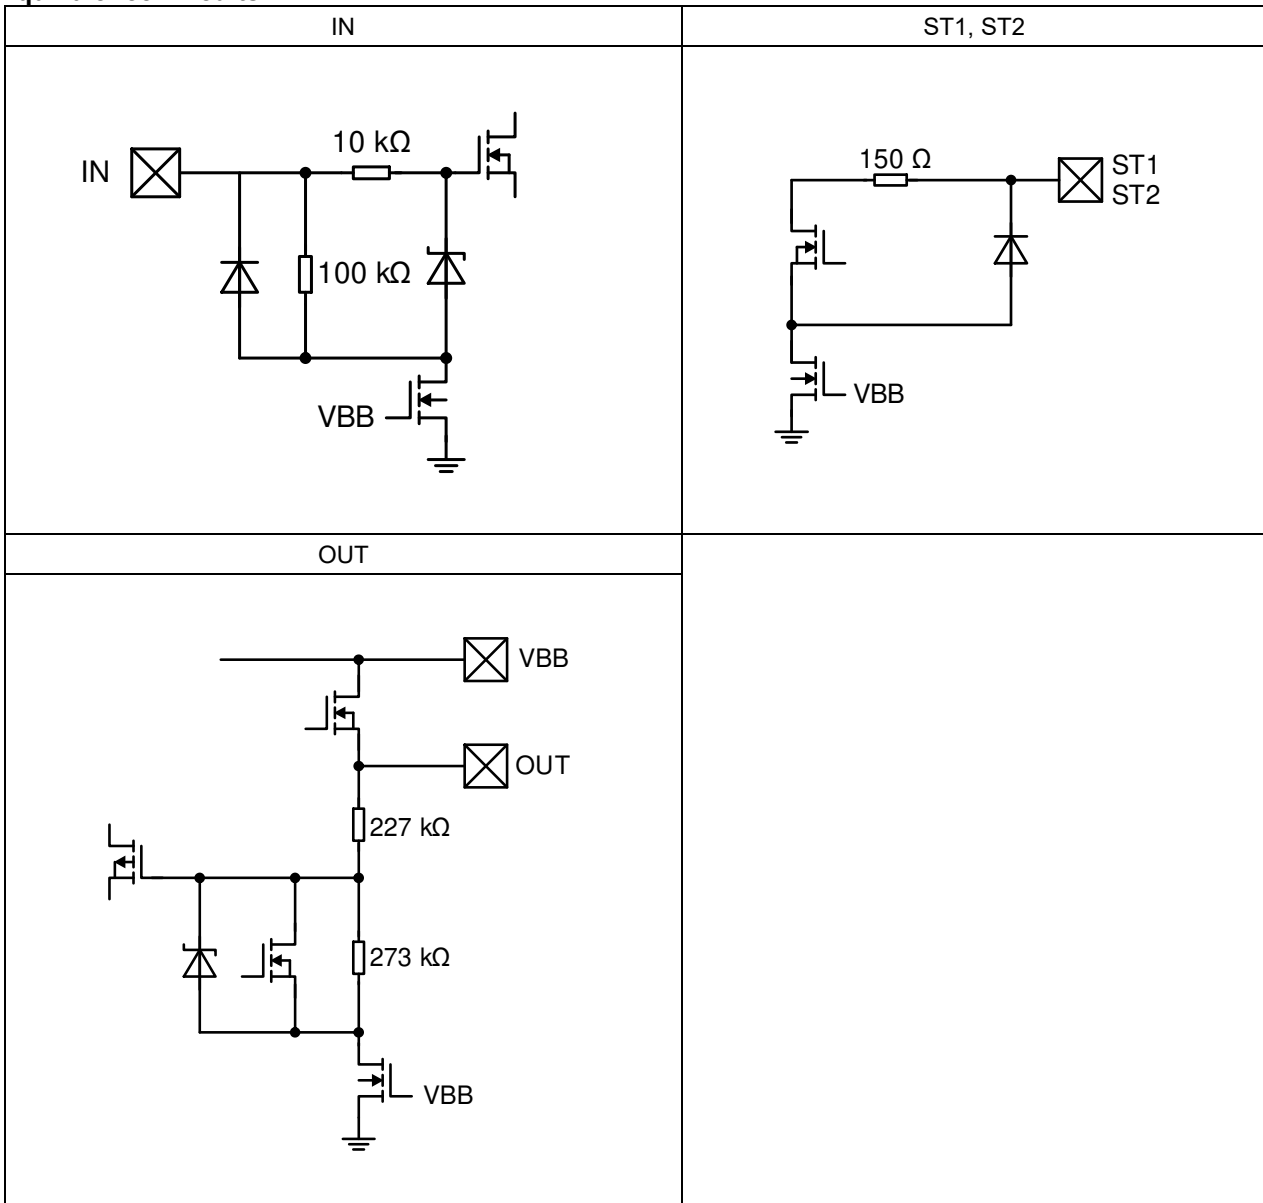 IN
ST1, ST2
IN
10 kΩ
100 kΩ
VBB
150 Ω
ST1
ST2
VBB
OUT
VBB
OUT
227 kΩ
273 kΩ
VBB